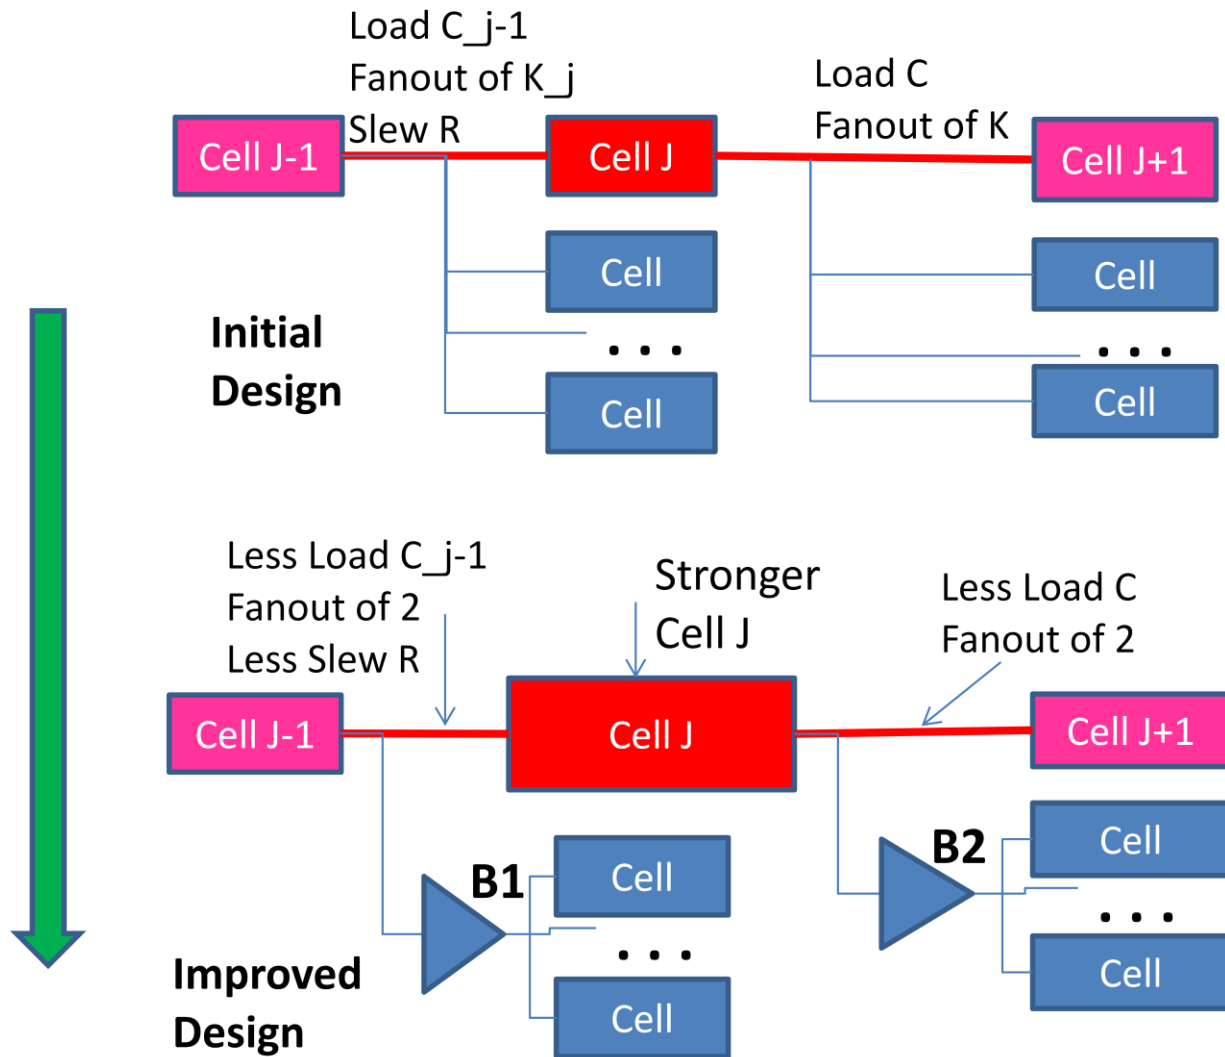 Load C_j-1
Fanout of K_j
Slew R
Load C
Fanout of K
Cell J-1
Cell J
Cell J+1
Cell
Cell
. . .
. . .
Cell
Cell
Initial
Design
Less Load C_j-1
Fanout of 2
Less Slew R
Stronger
Cell J
Less Load C
Fanout of 2
Cell J-1
Cell J
Cell J+1
B1
B2
Cell
Cell
. . .
. . .
Cell
Cell
Improved
Design